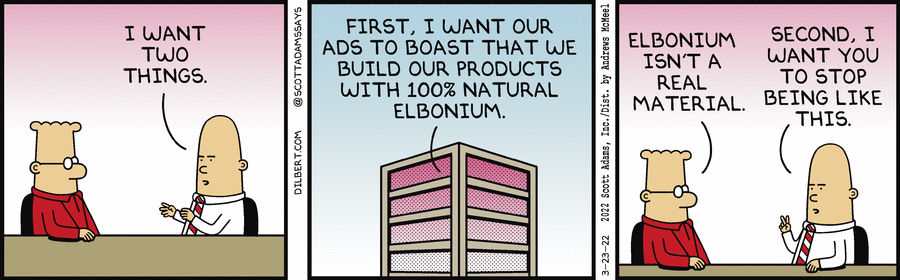 I WANT
TWO
THINGS.
DILBERT.COM @SCOTTADAMSSAYS
FIRST, I WANT OUR
ADS TO BOAST THAT WE
BUILD OUR PRODUCTS
WITH 100% NATURAL
ELBONIUM.
3-23-22 2022 Scott Adams, Inc./Dist. by Andrews McMeel
ELBONIUM
ISN'T A
REAL
MATERIAL.
SECOND, I
WANT YOU
TO STOP
BEING LIKE
THIS.